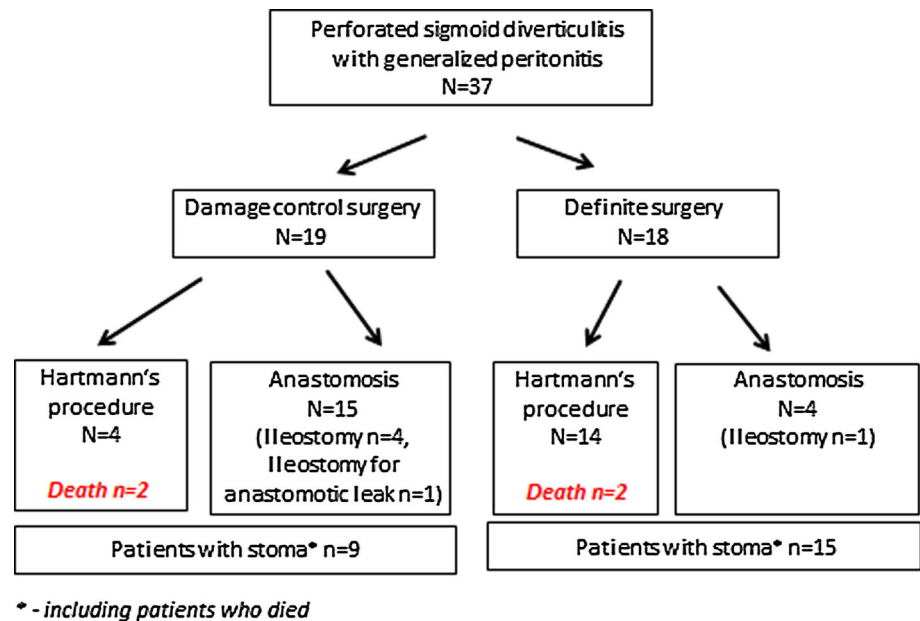 Perforated sigmoid diverticulitis
with generalized peritonitis
N=37
Damage control surgery
N=19
Definite surgery
N=18
Hartmann's
procedure
N=4
Death n=2
Anastomosis
N=15
(Ileostomy n=4,
Ileostomy for
anastomotic leak n=1)
Hartmann's
procedure
N=14
Death n=2
Anastomosis
N=4
(Ileostomy n=1)
Patients with stoma* n=9
Patients with stoma* n=15
* - including patients who died